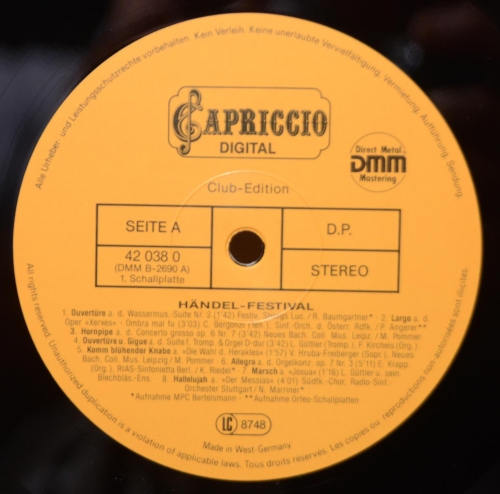 Alle Urheber- und Leistungsschutzrechte vorbehalten. Kein Verleih. Keine unerlaubte Vervielfältigung, Vermietung, Aufführung, Sendung.
CAPRICCIO
DIGITAL
Direct Metal
DMM
Mastering
Club-Edition
SEITE A
D.P.
42 038 0
(DMM B-2690 A)
1. Schallplatte
STEREO
HÄNDEL-FESTIVAL
1. Ouvertüre a. d. Wassermus.-Suite Nr. 2 (1'42) Festiv. Strings Luc. / R. Baumgartner* · 2. Largo a. d.
Oper «Xerxes» - Ombra mai fù (3'03) C. Bergonzi (Ten.), Sinf.-Orch. d. Österr. Rdfk. / P. Angerer**
3. Hornpipe a. d. Concerto grosso op. 6 Nr. 7 (3'42) Neues Bach. Coll. Mus. Leipz. / M. Pommer
4. Ouvertüre u. Gigue a. d. Suite f. Tromp. & Orgel D-dur (3'42) L. Güttler (Tromp.), F. Kircheis (Org.)
5. Komm blühender Knabe a. «Die Wahl d. Herakles» (1'57) V. Hruba-Freiberger (Sopr.), Neues
Bach. Coll. Mus. Leipzig / M. Pommer · 6. Allegro a. d. Orgelkonz. op. 7 Nr. 3 (5'11) E. Krapp
(Org.), RIAS-Sinfonietta Berl. / K. Rieder* · 7. Marsch a. «Josua» (1'16) L. Güttler u. sein
Blechbläs.-Ens. · 8. Hallelujah a. «Der Messias» (4'01) Südfk.-Chor, Radio-Sinf.-
Orchester Stuttgart / N. Marriner*
*Aufnahme MPC Bertelsmann - **Aufnahme Orfeo-Schallplatten
LC 8748
Made in West-Germany
All rights reserved. Unauthorized duplication is a violation of applicable laws. Tous droits reservés. Les copies ou reproductions non-autorisées sont illicites.